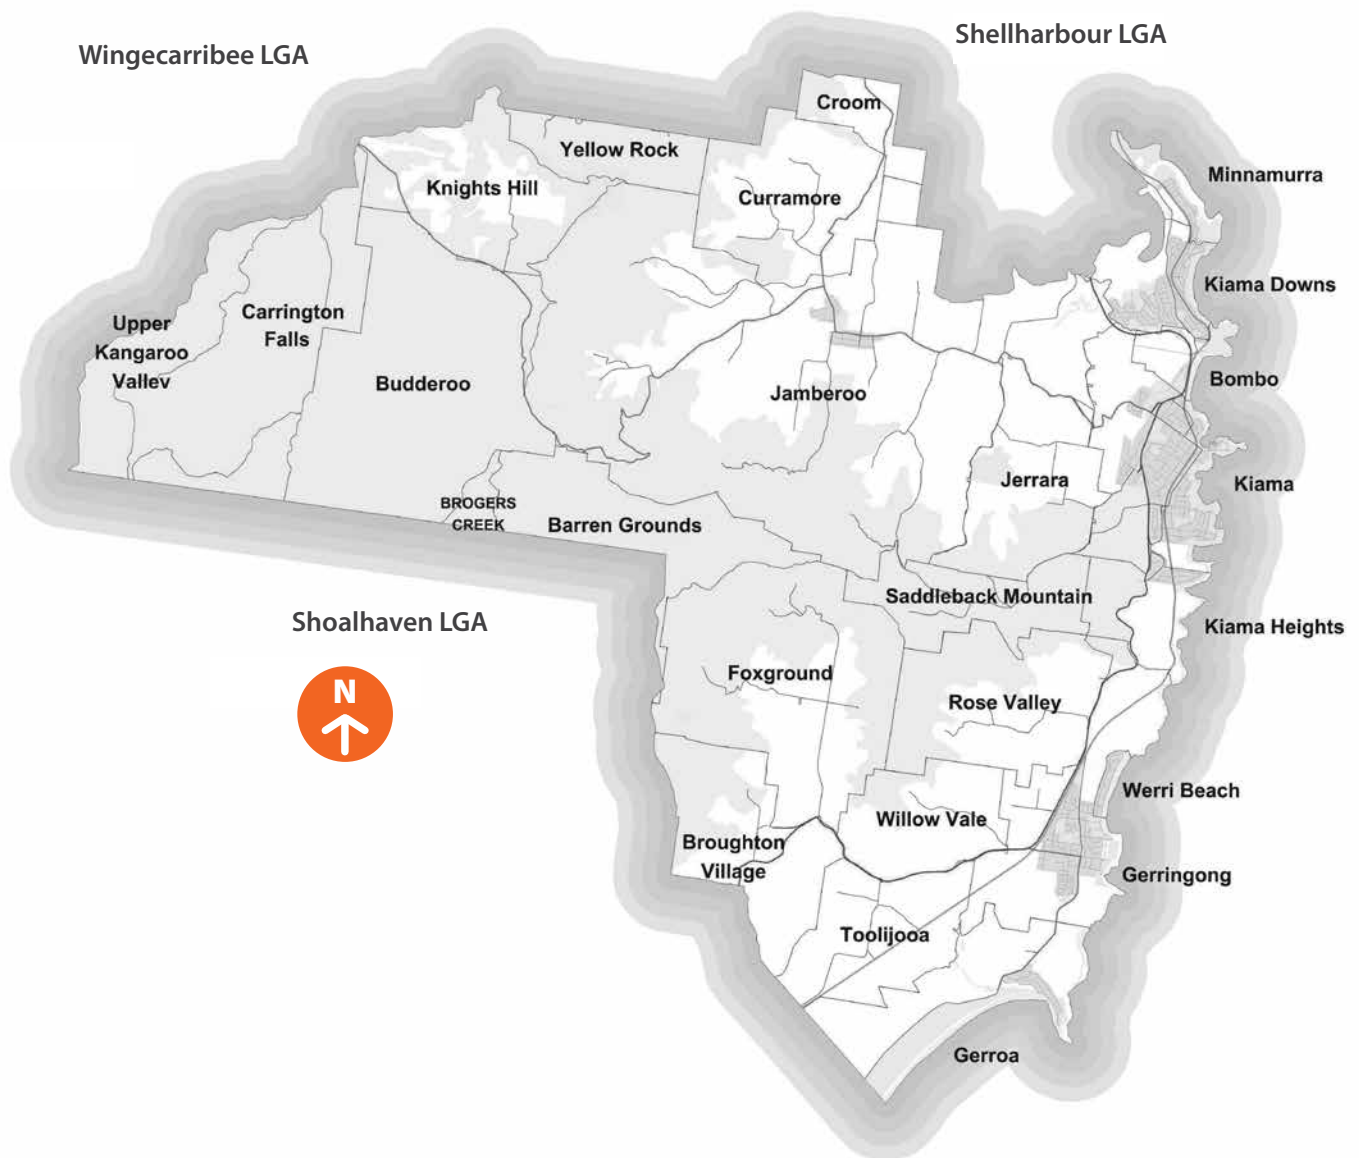 Shellharbour LGA
Wingecarribee LGA
Croom
Yellow Rock
Minnamurra
Knights Hill
Curramore
Kiama Downs
Carrington
Falls
Upper
Kangaroo
Valley
Bombo
Budderoo
Jamberoo
Jerrara
Kiama
BROGERS
CREEK
Barren Grounds
Saddleback Mountain
Shoalhaven LGA
Kiama Heights
Foxground
N
Rose Valley
Werri Beach
Willow Vale
Broughton
Village
Gerringong
Toolijooa
Gerroa